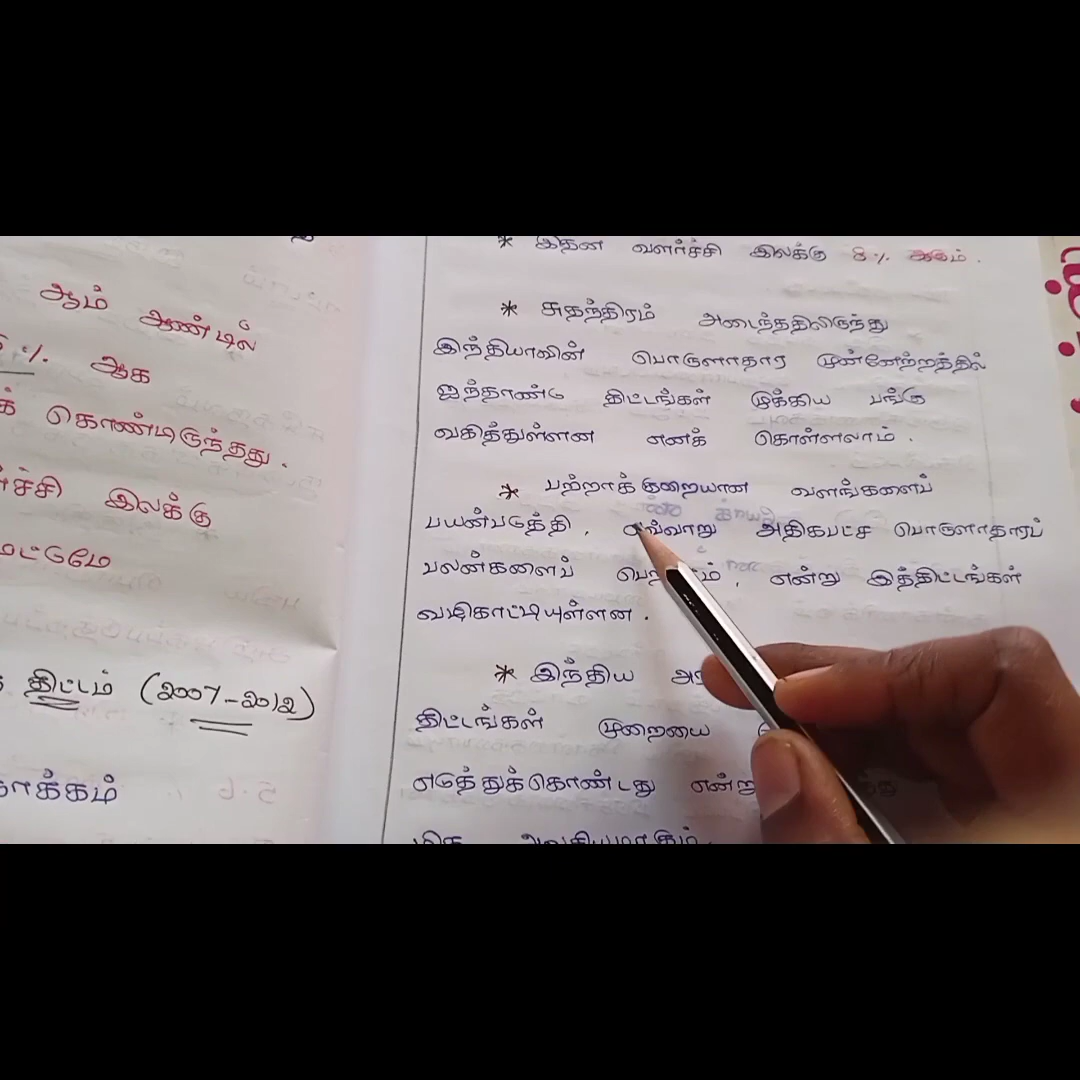 ஆம் ஆண்டில்
% ஆக
கொண்டிருந்தது.
இலக்கு
திட்டம் (2007-2012)
* இதன் வளர்ச்சி இலக்கு 8% ஆகும்.
* சுதந்திரம் அடைந்ததிலிருந்து
இந்தியாவின் பொருளாதார முன்னேற்றத்தில்
ஐந்தாண்டு திட்டங்கள் முக்கிய பங்கு
வகித்துள்ளன எனக் கொள்ளலாம்.
* பற்றாக்குறையான வளங்களைப்
பயன்படுத்தி, எவ்வாறு அதிகபட்ச பொருளாதாரப்
பலன்களைப் என்று இத்திட்டங்கள்
வழிகாட்டியுள்ளன.
* இந்திய
திட்டங்கள் முறையை
எடுத்துக்கொண்டது